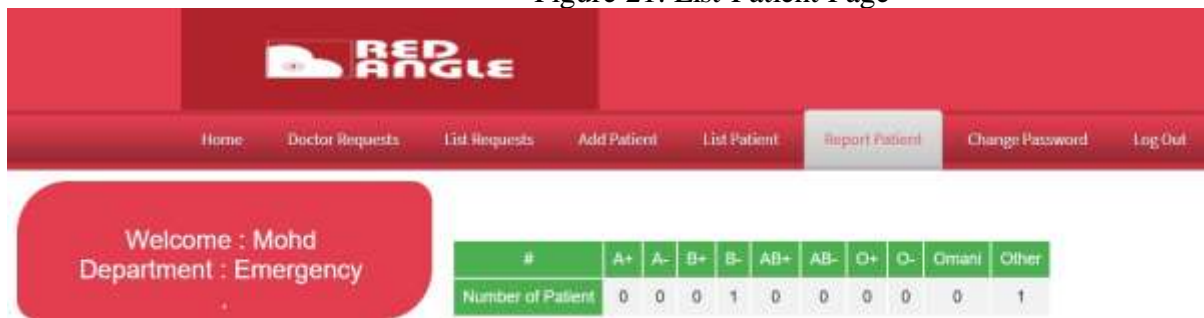 Figure 21: List Patient Page
RED
ANGLE
Home Doctor Requests List Requests Add Patient List Patient Report Patient Change Password Log Out
Welcome : Mohd
Department : Emergency
.
# A+ A- B+ B- AB+ AB- O+ O- Omani Other
Number of Patient 0 0 0 1 0 0 0 0 0 1